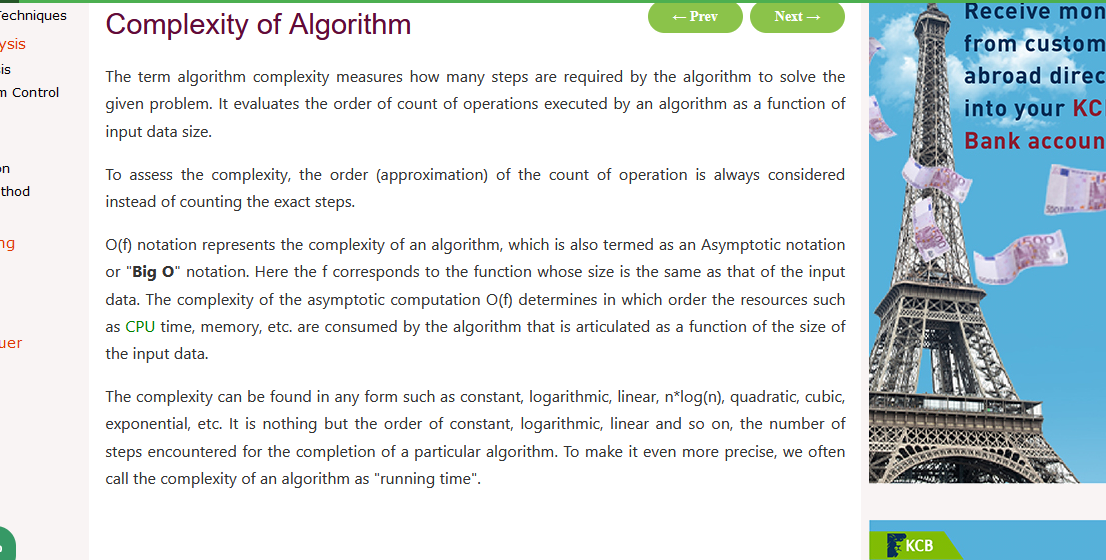 Techniques
ysis
is
m Control
on
thod
ng
uer
Complexity of Algorithm
← Prev
Next →
The term algorithm complexity measures how many steps are required by the algorithm to solve the
given problem. It evaluates the order of count of operations executed by an algorithm as a function of
input data size.
To assess the complexity, the order (approximation) of the count of operation is always considered
instead of counting the exact steps.
O(f) notation represents the complexity of an algorithm, which is also termed as an Asymptotic notation
or "Big O" notation. Here the f corresponds to the function whose size is the same as that of the input
data. The complexity of the asymptotic computation O(f) determines in which order the resources such
as CPU time, memory, etc. are consumed by the algorithm that is articulated as a function of the size of
the input data.
The complexity can be found in any form such as constant, logarithmic, linear, n*log(n), quadratic, cubic,
exponential, etc. It is nothing but the order of constant, logarithmic, linear and so on, the number of
steps encountered for the completion of a particular algorithm. To make it even more precise, we often
call the complexity of an algorithm as "running time".
Receive mon
from custom
abroad direc
into your KC
Bank accoun
500
500
KCB